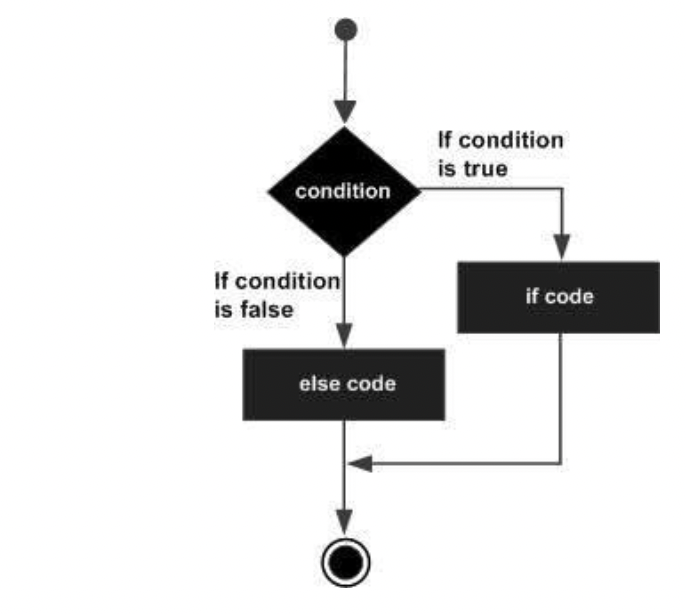 If condition
is true
condition
If condition
is false
if code
else code